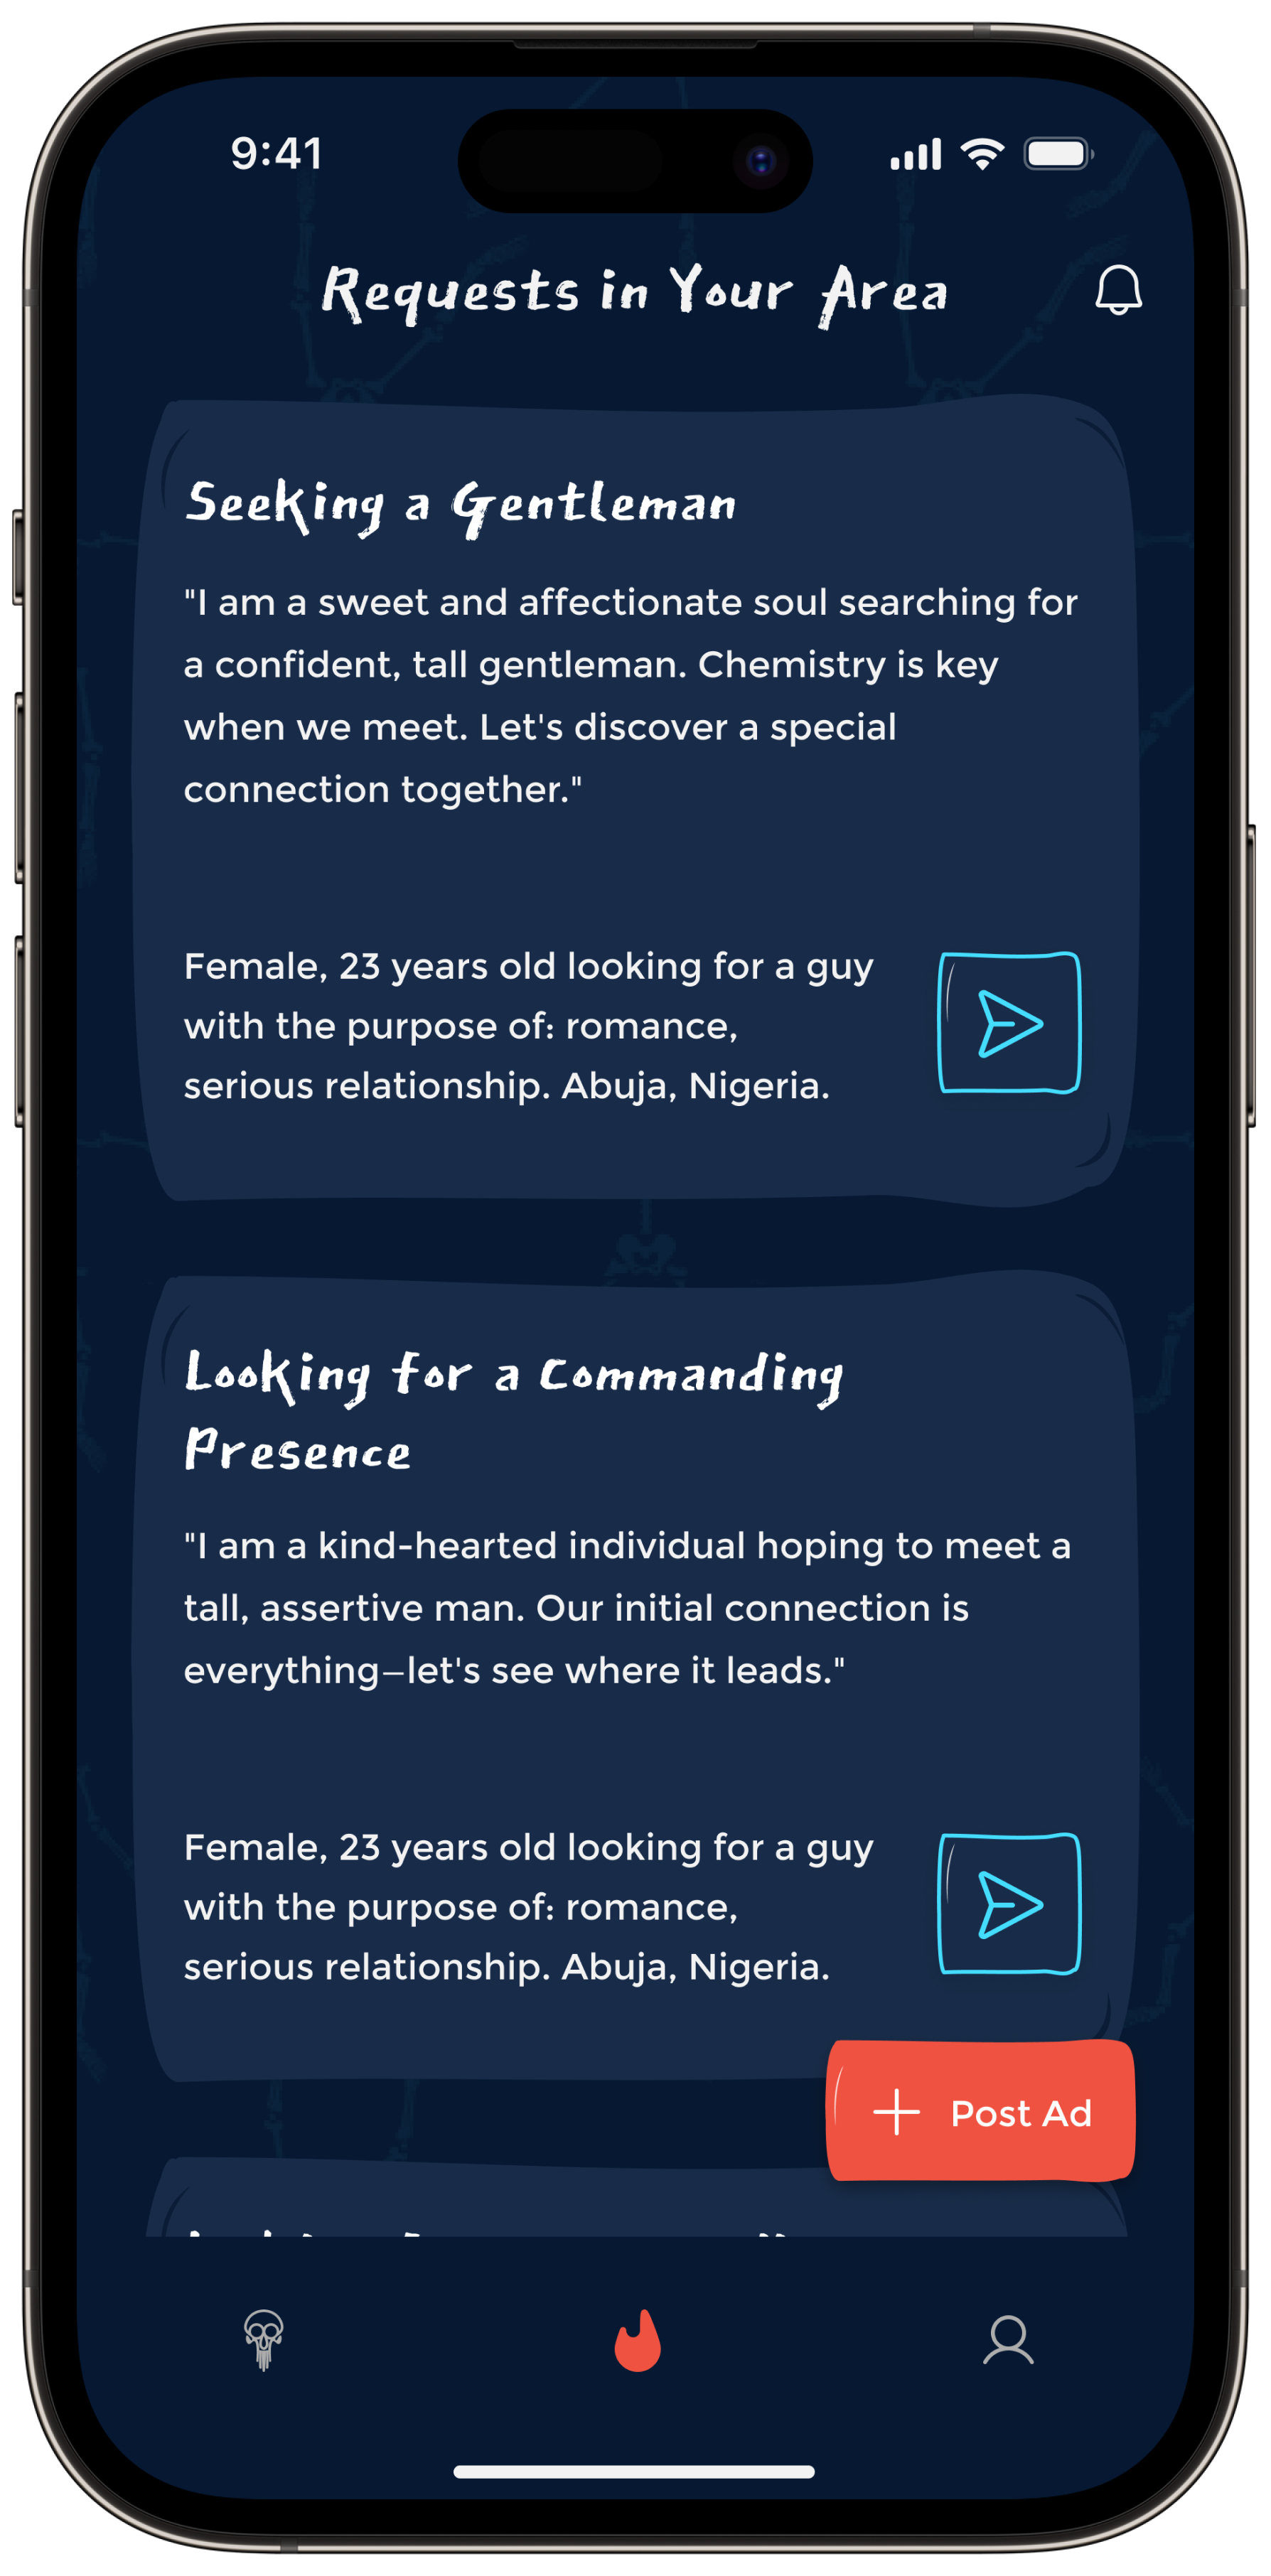 9:41
Requests in Your Area
Seeking a Gentleman
"I am a sweet and affectionate soul searching for
a confident, tall gentleman. Chemistry is key
when we meet. Let's discover a special
connection together."
Female, 23 years old looking for a guy
with the purpose of: romance,
serious relationship. Abuja, Nigeria.
Looking for a Commanding
Presence
"I am a kind-hearted individual hoping to meet a
tall, assertive man. Our initial connection is
everything—let's see where it leads."
Female, 23 years old looking for a guy
with the purpose of: romance,
serious relationship. Abuja, Nigeria.
Post Ad